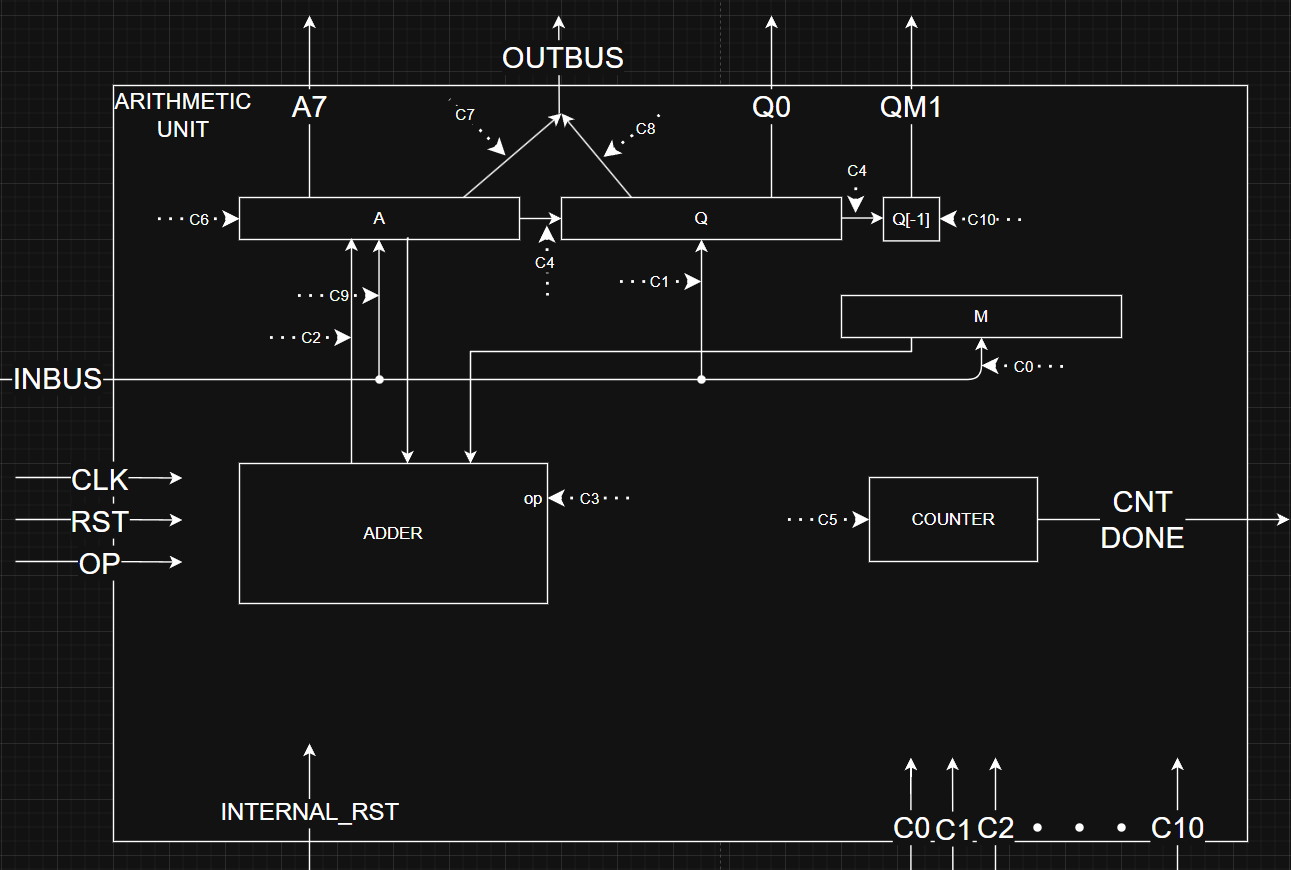 OUTBUS
ARITHMETIC
UNIT
A7
Q0
QM1
C7
C8
C4
C6
A
Q
Q[-1]
C10
C4
C1
C9
M
C2
C0
INBUS
CLK
RST
OP
op
C3
ADDER
C5
COUNTER
CNT
DONE
INTERNAL_RST
C0 C1 C2 • • • C10